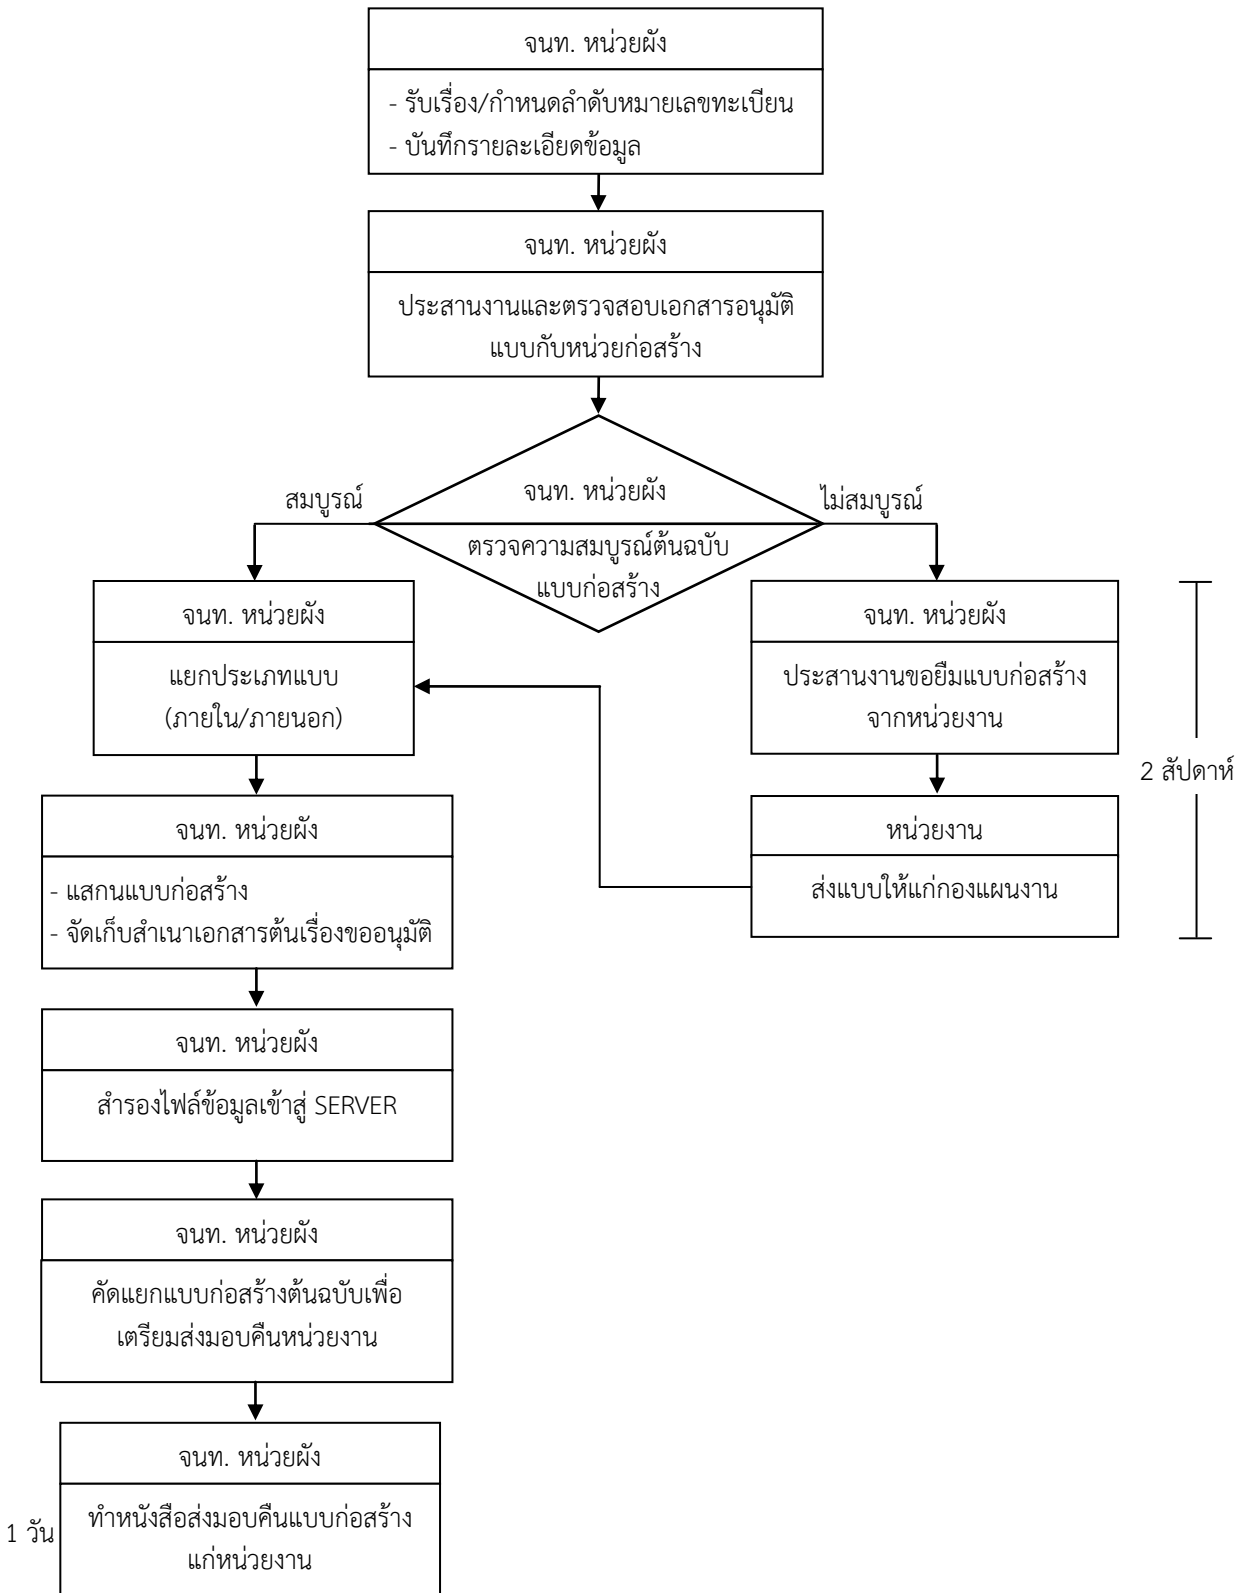 จนท. หน่วยผัง
- รับเรื่อง/กำหนดลำดับหมายเลขทะเบียน
- บันทึกรายละเอียดข้อมูล
จนท. หน่วยผัง
ประสานงานและตรวจสอบเอกสารอนุมัติ
แบบกับหน่วยก่อสร้าง
สมบูรณ์
จนท. หน่วยผัง
ไม่สมบูรณ์
ตรวจความสมบูรณ์ต้นฉบับ
แบบก่อสร้าง
จนท. หน่วยผัง
แยกประเภทแบบ
(ภายใน/ภายนอก)
จนท. หน่วยผัง
ประสานงานขอยืมแบบก่อสร้าง
จากหน่วยงาน
2 สัปดาห์
หน่วยงาน
ส่งแบบให้แก่กองแผนงาน
จนท. หน่วยผัง
- แสกนแบบก่อสร้าง
- จัดเก็บสำเนาเอกสารต้นเรื่องขออนุมัติ
จนท. หน่วยผัง
สำรองไฟล์ข้อมูลเข้าสู่ SERVER
จนท. หน่วยผัง
คัดแยกแบบก่อสร้างต้นฉบับเพื่อ
เตรียมส่งมอบคืนหน่วยงาน
จนท. หน่วยผัง
1 วัน
ทำหนังสือส่งมอบคืนแบบก่อสร้าง
แก่หน่วยงาน